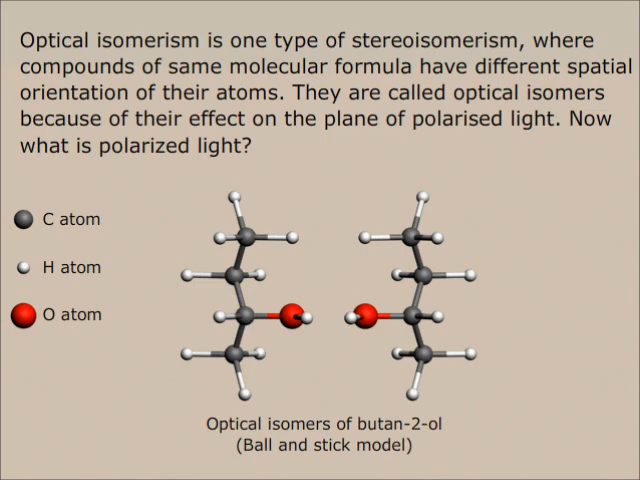 Optical isomerism is one type of stereoisomerism, where
compounds of same molecular formula have different spatial
orientation of their atoms. They are called optical isomers
because of their effect on the plane of polarised light. Now
what is polarized light?
C atom
H atom
O atom
Optical isomers of butan-2-ol
(Ball and stick model)